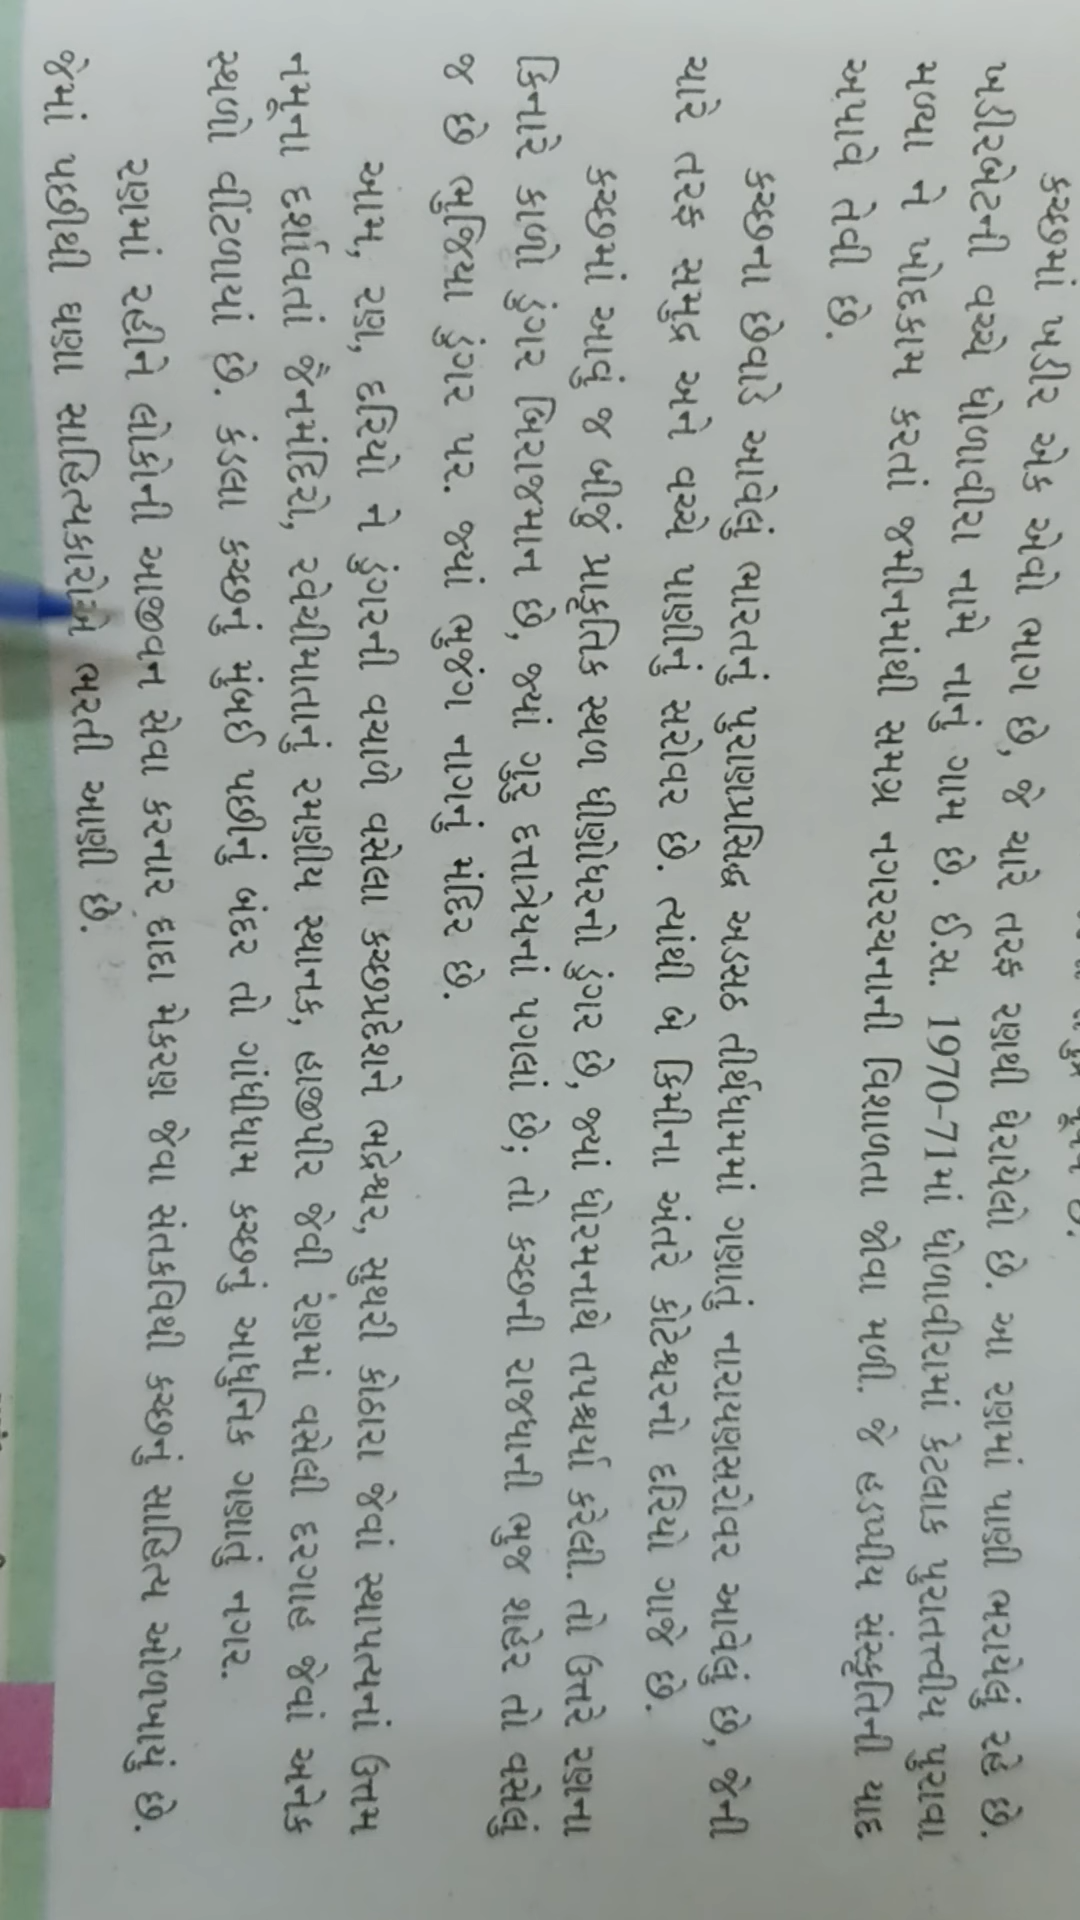 કચ્છમાં ખડીર એક એવો ભાગ છે, જે ચારે તરફ રણથી ઘેરાયેલો છે. આ રણમાં પાણી ભરાયેલું રહે છે.
ખડીરબેટની વચ્ચે ધોળાવીરા નામે નાનું ગામ છે. ઈ.સ. 1970-71માં ધોળાવીરામાં કેટલાક પુરાતત્ત્વીય પુરાવા
મળ્યા ને ખોદકામ કરતાં જમીનમાંથી સમગ્ર નગરરચનાની વિશાળતા જોવા મળી. જે હડપ્પીય સંસ્કૃતિની યાદ
અપાવે તેવી છે.
કચ્છના છેવાડે આવેલું ભારતનું પુરાણપ્રસિદ્ધ અડસઠ તીર્થધામમાં ગણાતું નારાયણસરોવર આવેલું છે, જેની
ચારે તરફ સમુદ્ર અને વચ્ચે પાણીનું સરોવર છે. ત્યાંથી બે કિમીના અંતરે કોટેશ્વરનો દરિયો ગાજે છે.
કચ્છમાં આવું જ બીજું પ્રાકૃતિક સ્થળ ધીણોધરનો ડુંગર છે, જ્યાં ધોરમનાથે તપશ્ચર્યા કરેલી. તો ઉત્તરે રણના
કિનારે કાળો ડુંગર બિરાજમાન છે, જ્યાં ગુરુ દત્તાત્રેયનાં પગલાં છે; તો કચ્છની રાજધાની ભુજ શહેર તો વસેલું
જ છે ભુજિયા ડુંગર પર. જ્યાં ભુજંગ નાગનું મંદિર છે.
આમ, રણ, દરિયો ને ડુંગરની વચાળે વસેલા કચ્છપ્રદેશને ભદ્રેશ્વર, સુથરી કોઠારા જેવાં સ્થાપત્યનાં ઉત્તમ
નમૂના દર્શાવતાં જૈનમંદિરો, રવેચીમાતાનું રમણીય સ્થાનક, હાજીપીર જેવી રણમાં વસેલી દરગાહ જેવાં અનેક
સ્થળો વીંટળાયાં છે. કંડલા કચ્છનું મુંબઈ પછીનું બંદર તો ગાંધીધામ કચ્છનું આધુનિક ગણાતું નગર.
રણમાં રહીને લોકોની આજીવન સેવા કરનાર દાદા મેકરણ જેવા સંતકવિથી કચ્છનું સાહિત્ય ઓળખાયું છે.
જેમાં પછીથી ઘણા સાહિત્યકારોએ ભરતી આણી છે.